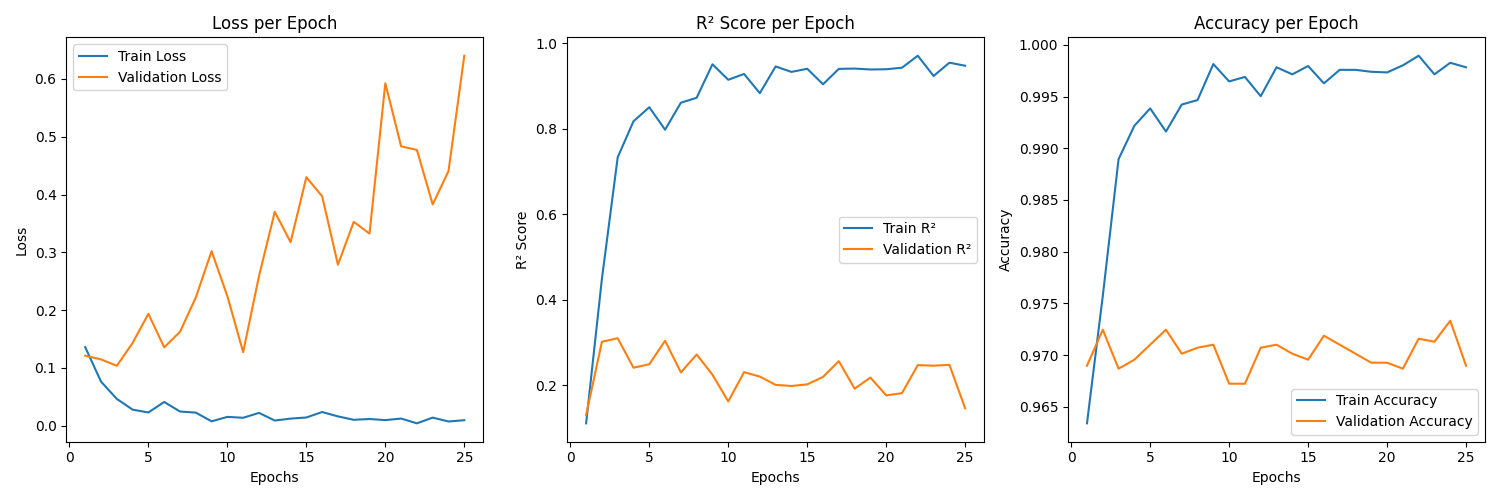 Loss per Epoch
Train Loss
Validation Loss
0.6
0.5
0.4
0.3
0.2
0.1
0.0
Loss
0
5
10
15
20
25
Epochs
R² Score per Epoch
1.0
0.8
0.6
0.4
0.2
R² Score
Train R²
Validation R²
0
5
10
15
20
25
Epochs
Accuracy per Epoch
1.000
0.995
0.990
0.985
0.980
0.975
0.970
0.965
Accuracy
Train Accuracy
Validation Accuracy
0
5
10
15
20
25
Epochs